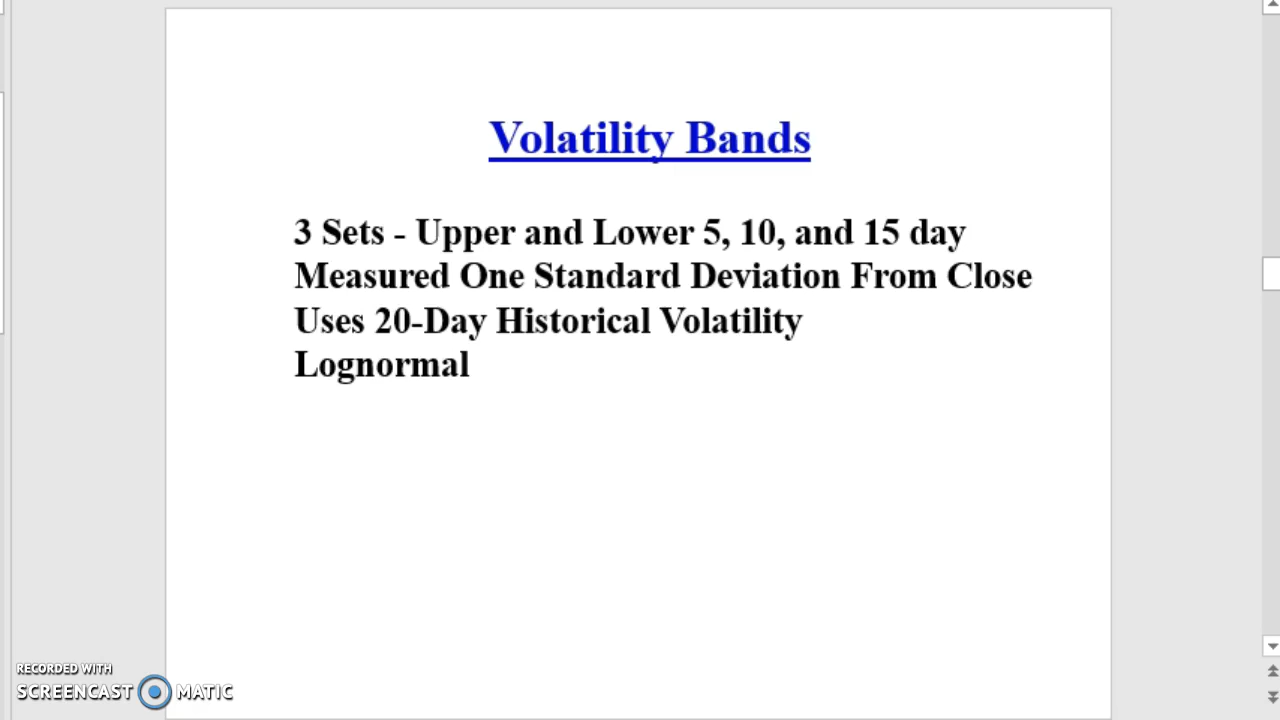 Volatility Bands
3 Sets - Upper and Lower 5, 10, and 15 day
Measured One Standard Deviation From Close
Uses 20-Day Historical Volatility
Lognormal
RECORDED WITH
SCREENCAST MATIC